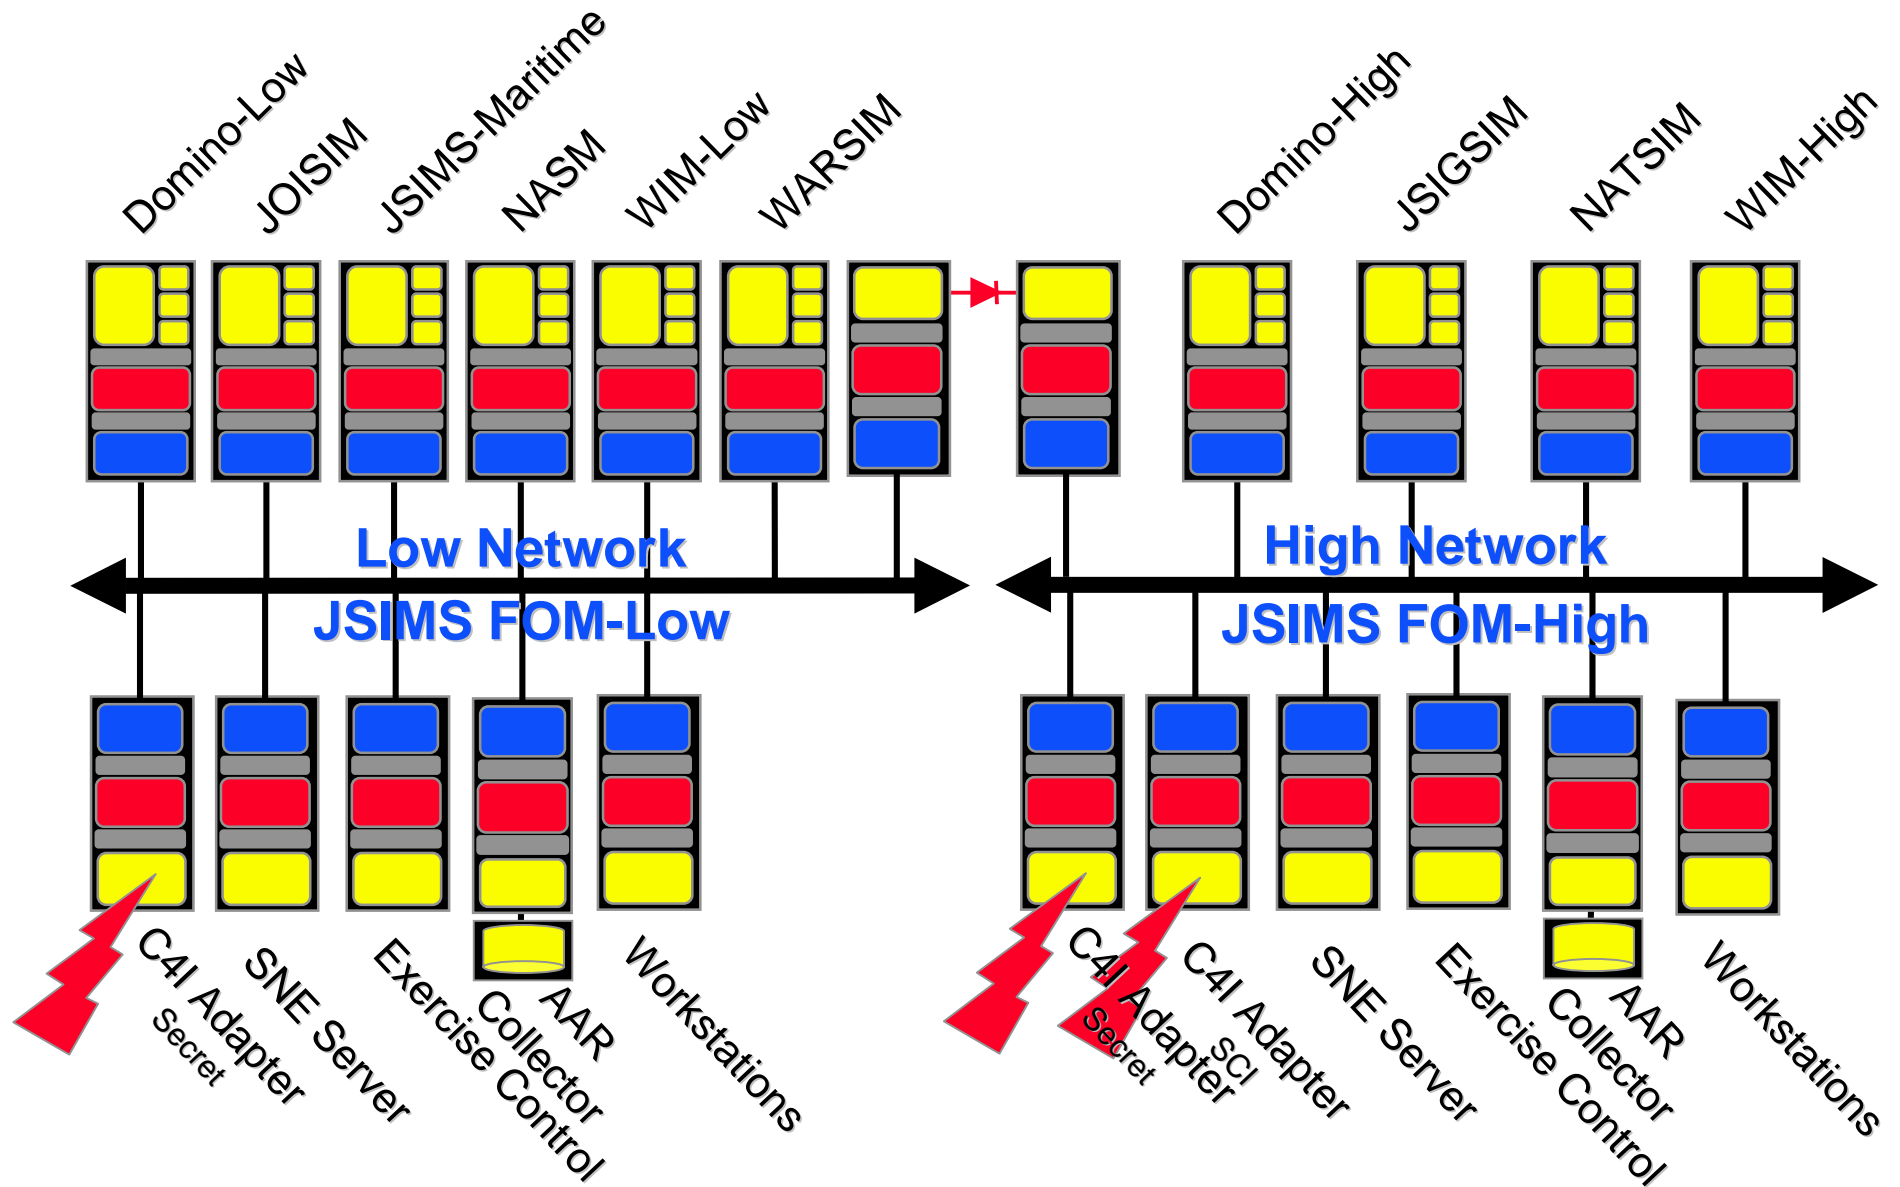 Domino-Low
JOISIM
JSIMS-Maritime
NASM
WIM-Low
WARSIM
Domino-High
JSIGSIM
NATSIM
WIM-High
Low Network
JSIMS FOM-Low
High Network
JSIMS FOM-High
C4I Adapter
Secret
SNE Server
Exercise Control
AAR
Collector
Workstations
C4I Adapter
Secret
C4I Adapter
SCI
SNE Server
Exercise Control
AAR
Collector
Workstations